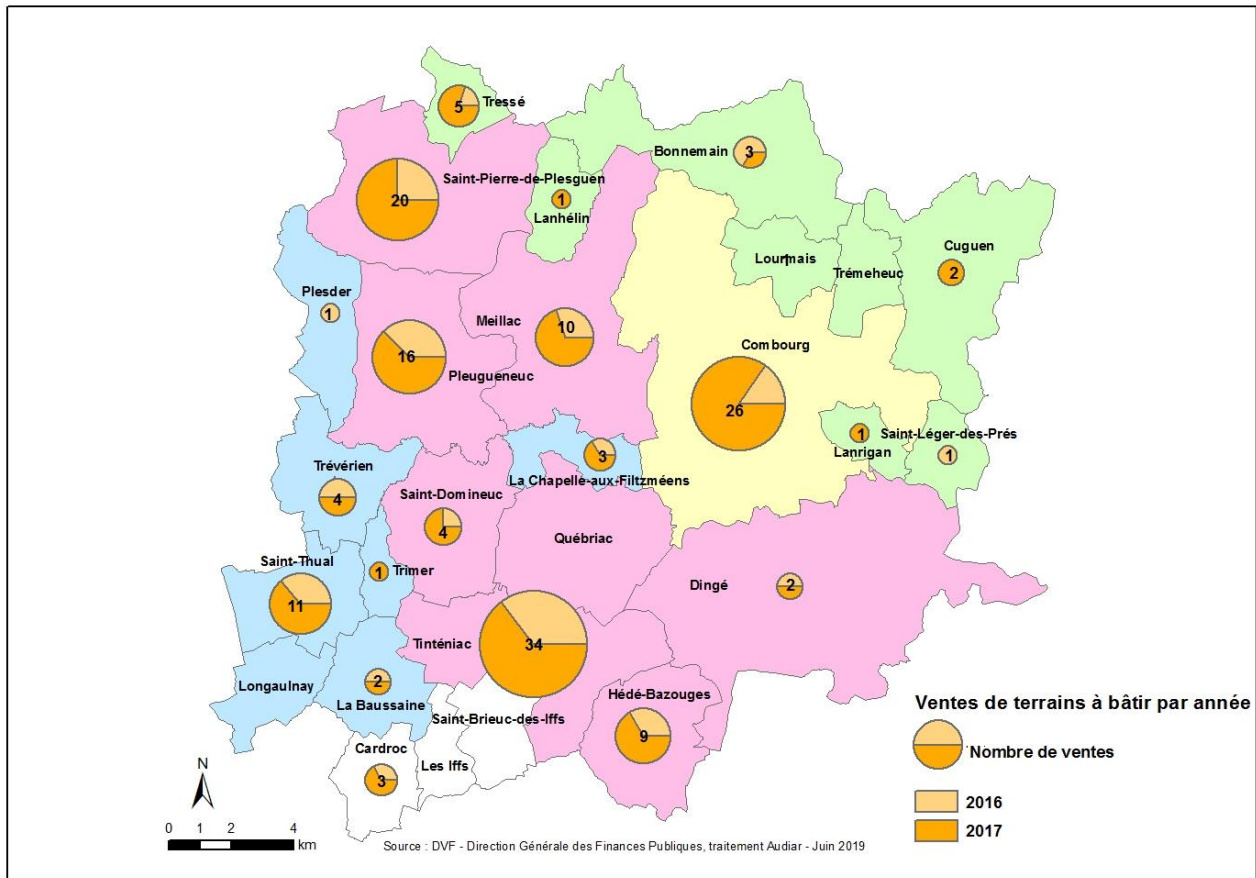 Tressé
5
Saint-Pierre-de-Plesguen
20
Bonnemain
3
1
Lanhélin
Lourmais
1
Trémeheuc
Cuguen
2
Plesder
1
Meillac
10
16
Pleugueneuc
Combourg
26
1
Lanrigan
Saint-Léger-des-Prés
1
3
La Chapelle-aux-Filtzméens
Trévérien
4
Saint-Domineuc
4
Québriac
Saint-Thual
11
1
Trimer
Dingé
2
Tinténiac
34
Longaulnay
2
La Baussaine
Hédé-Bazouges
9
Saint-Brieuc-des-Iffs
Cardroc
3
Les Iffs
Ventes de terrains à bâtir par année
Nombre de ventes
2016
2017
N
0 1 2 4
km
Source : DVF - Direction Générale des Finances Publiques, traitement Audiar - Juin 2019